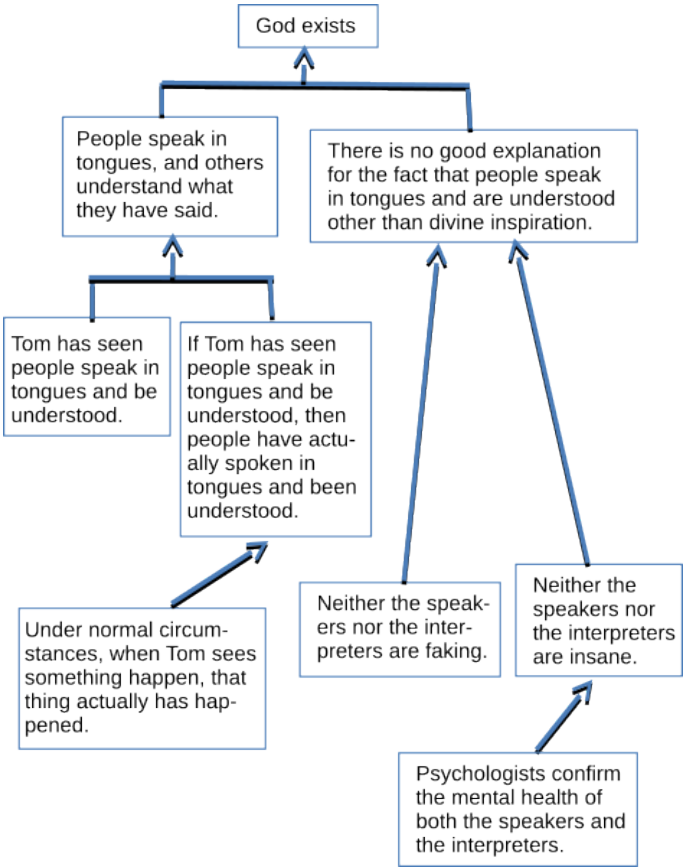 God exists
People speak in
tongues, and others
understand what
they have said.
There is no good explanation
for the fact that people speak
in tongues and are understood
other than divine inspiration.
Tom has seen
people speak in
tongues and be
understood.
If Tom has seen
people speak in
tongues and be
understood, then
people have actu-
ally spoken in
tongues and been
understood.
Under normal circum-
stances, when Tom sees
something happen, that
thing actually has hap-
pened.
Neither the speak-
ers nor the inter-
preters are faking.
Neither the
speakers nor
the interpreters
are insane.
Psychologists confirm
the mental health of
both the speakers and
the interpreters.